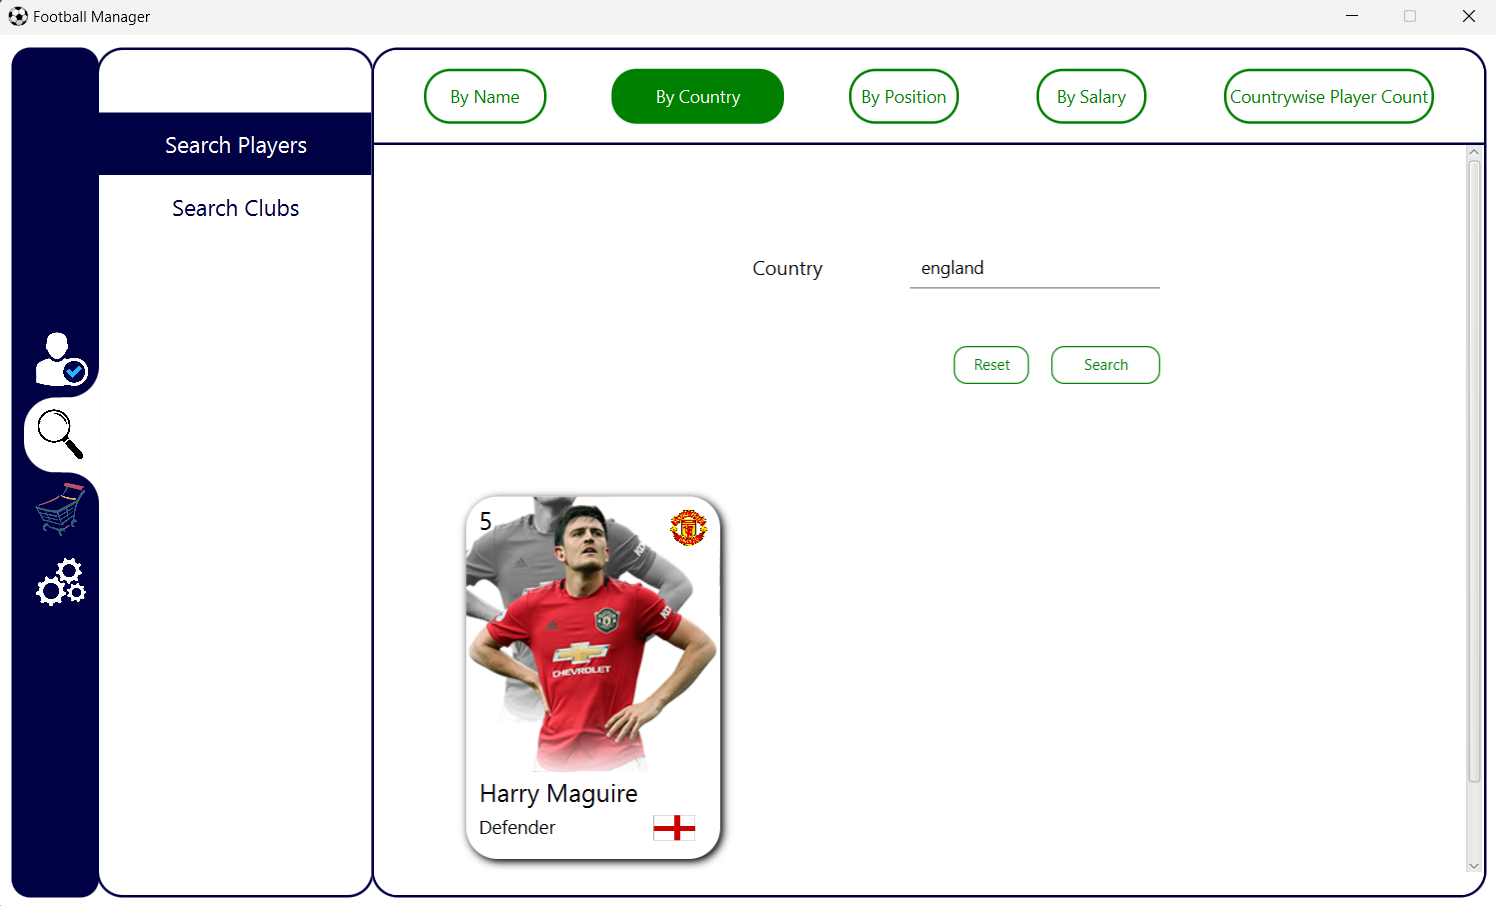 Football Manager
By Name
By Country
By Position
By Salary
Countrywise Player Count
Search Players
Search Clubs
Country
england
Reset
Search
5
CHEVROLET
Harry Maguire
Defender